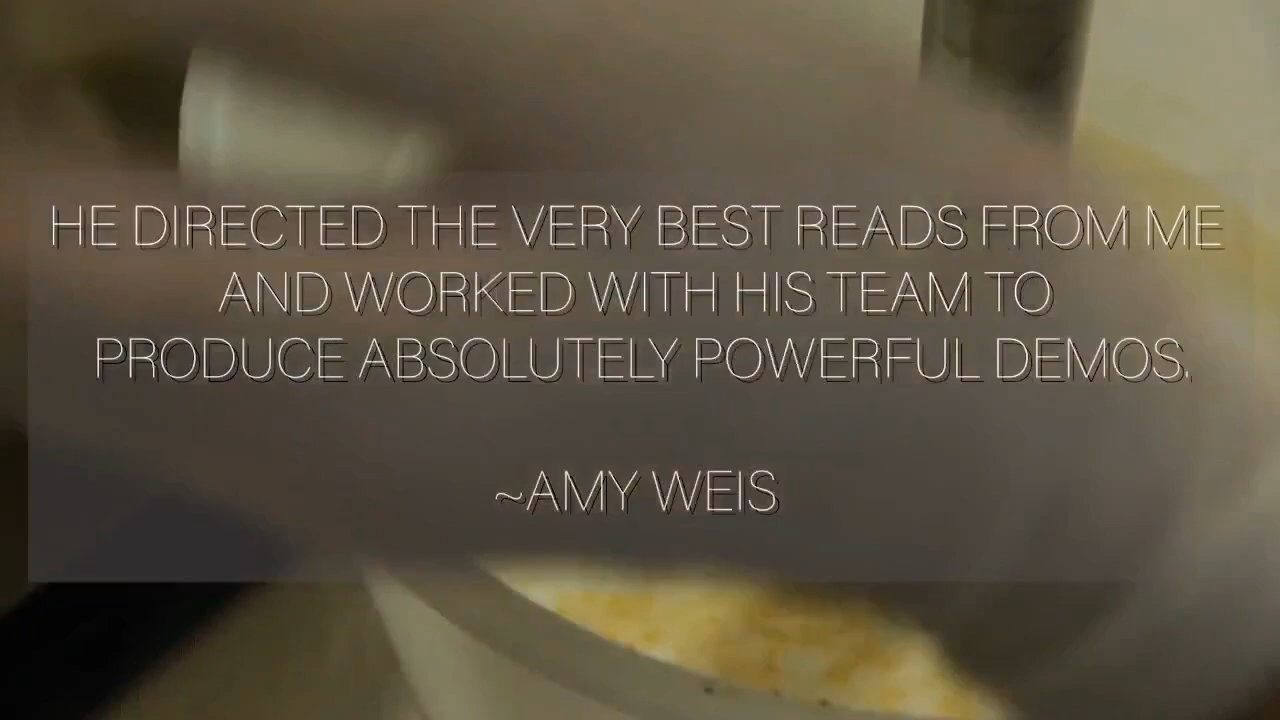 HE DIRECTED THE VERY BEST READS FROM ME
AND WORKED WITH HIS TEAM TO
PRODUCE ABSOLUTELY POWERFUL DEMOS.
~AMY WEIS